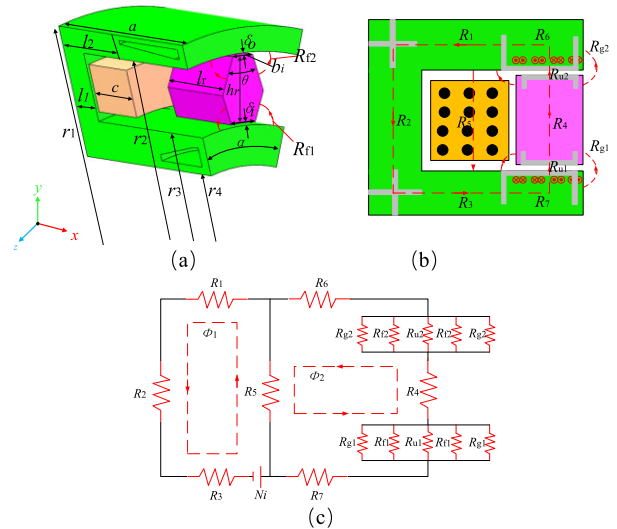 a
l2
δ0
Rf2
bi
lr
θ
hr
c
l1
δi
r1
r2
Rf1
r3
a
r4
y
x
z
(a)
R1
R6
Rg2
Ru2
R2
R5
R4
Rg1
Ru1
R3
R7
(b)
R1
R6
Φ1
Rg2 Rf2 Ru2 Rf2 Rg2
R2
R5
Φ2
R4
Rg1 Rf1 Ru1 Rf1 Rg1
R3
Ni
R7
(c)